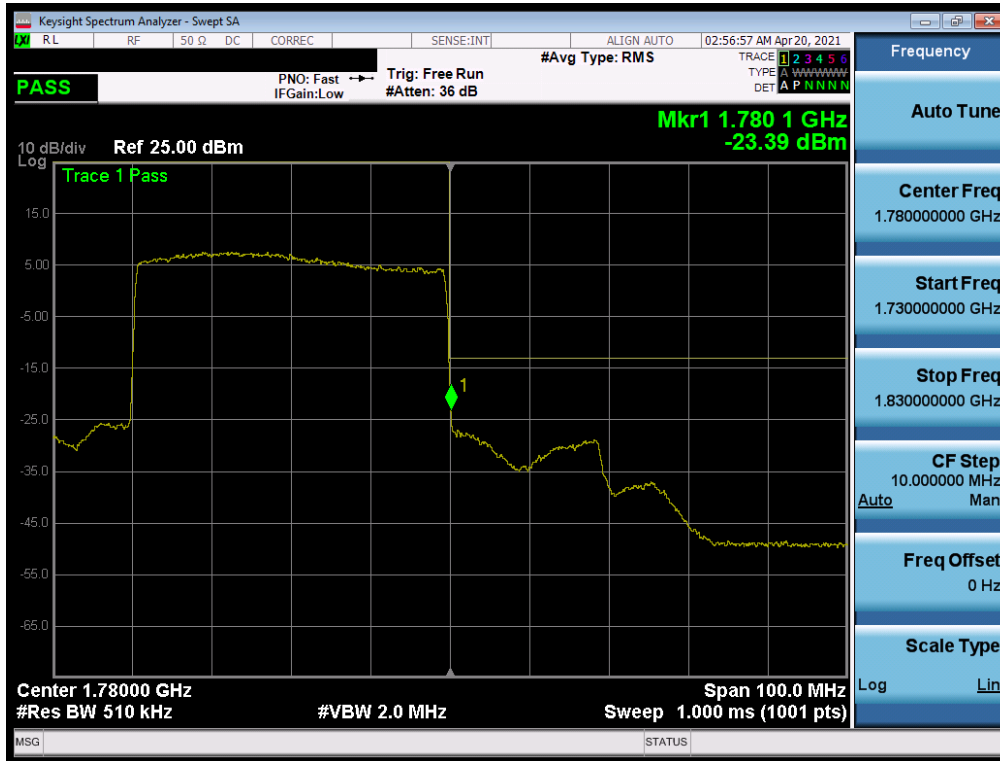 Keysight Spectrum Analyzer - Swept SA
LXI RL RF 50 Ω DC CORREC SENSE:INT ALIGN AUTO 02:56:57 AM Apr 20, 2021
PASS
PNO: Fast
IFGain:Low
Trig: Free Run
#Atten: 36 dB
#Avg Type: RMS
TRACE 1 2 3 4 5 6
TYPE A WWWWW
DET A P N N N N
Mkr1 1.780 1 GHz
-23.39 dBm
10 dB/div Ref 25.00 dBm
Log
Trace 1 Pass
15.0
5.00
-5.00
-15.0
1
-25.0
-35.0
-45.0
-55.0
-65.0
Center 1.78000 GHz Span 100.0 MHz
#Res BW 510 kHz #VBW 2.0 MHz Sweep 1.000 ms (1001 pts)
MSG STATUS
Frequency
Auto Tune
Center Freq
1.780000000 GHz
Start Freq
1.730000000 GHz
Stop Freq
1.830000000 GHz
CF Step
10.000000 MHz
Auto Man
Freq Offset
0 Hz
Scale Type
Log Lin